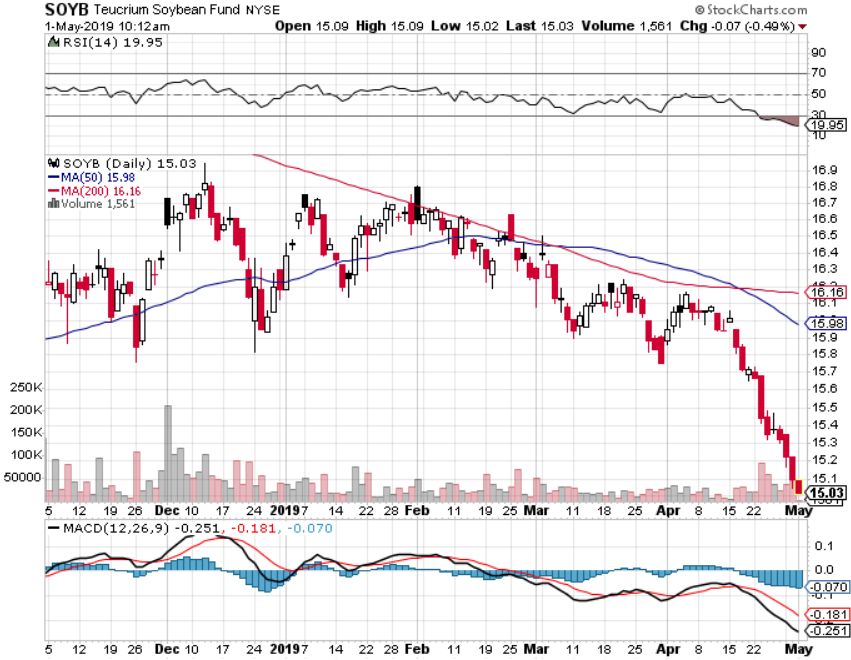 SOYB Teucrium Soybean Fund NYSE © StockCharts.com
1-May-2019 10:12am Open 15.09 High 15.09 Low 15.02 Last 15.03 Volume 1,561 Chg -0.07 (-0.49%)
RSI(14) 19.95
90
70
50
30
19.95
10
SOYB (Daily) 15.03
MA(50) 15.98
MA(200) 16.16
Volume 1,561
16.9
16.8
16.7
16.6
16.5
16.4
16.3
16.16
16.1
15.98
15.9
15.8
15.7
15.6
15.5
15.4
15.3
15.2
15.1
15.03
250K
200K
150K
100K
50000
5 12 19 26 Dec 10 17 24 2019 7 14 22 28 Feb 11 19 25 Mar 11 18 25 Apr 8 15 22 May
MACD(12,26,9) -0.251, -0.181, -0.070
0.1
0.0
-0.070
-0.1
-0.181
-0.251
5 12 19 26 Dec 10 17 24 2019 7 14 22 28 Feb 11 19 25 Mar 11 18 25 Apr 8 15 22 May